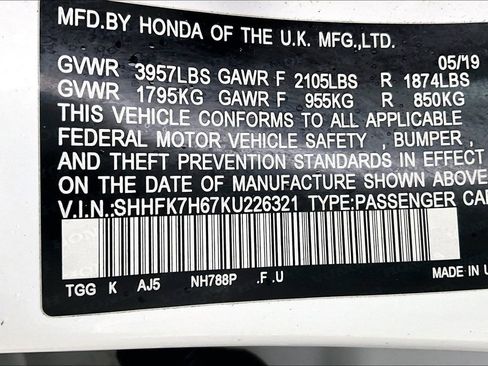 MFD.BY HONDA OF THE U.K. MFG.,LTD.
05/19
GVWR 3957LBS GAWR F 2105LBS R 1874LBS
GVWR 1795KG GAWR F 955KG R 850KG
THIS VEHICLE CONFORMS TO ALL APPLICABLE
FEDERAL MOTOR VEHICLE SAFETY , BUMPER ,
AND THEFT PREVENTION STANDARDS IN EFFECT
ON THE DATE OF MANUFACTURE SHOWN ABOVE.
V.I.N.:SHHFK7H67KU226321 TYPE:PASSENGER CAR
TGG K AJ5 NH788P .F .U MADE IN